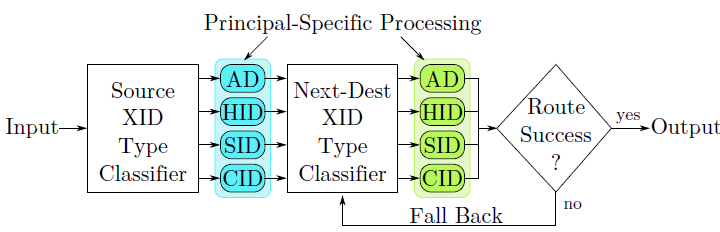 Principal-Specific Processing
Input
Source
XID
Type
Classifier
AD
HID
SID
CID
Next-Dest
XID
Type
Classifier
AD
HID
SID
CID
Route
Success
?
yes
Output
no
Fall Back